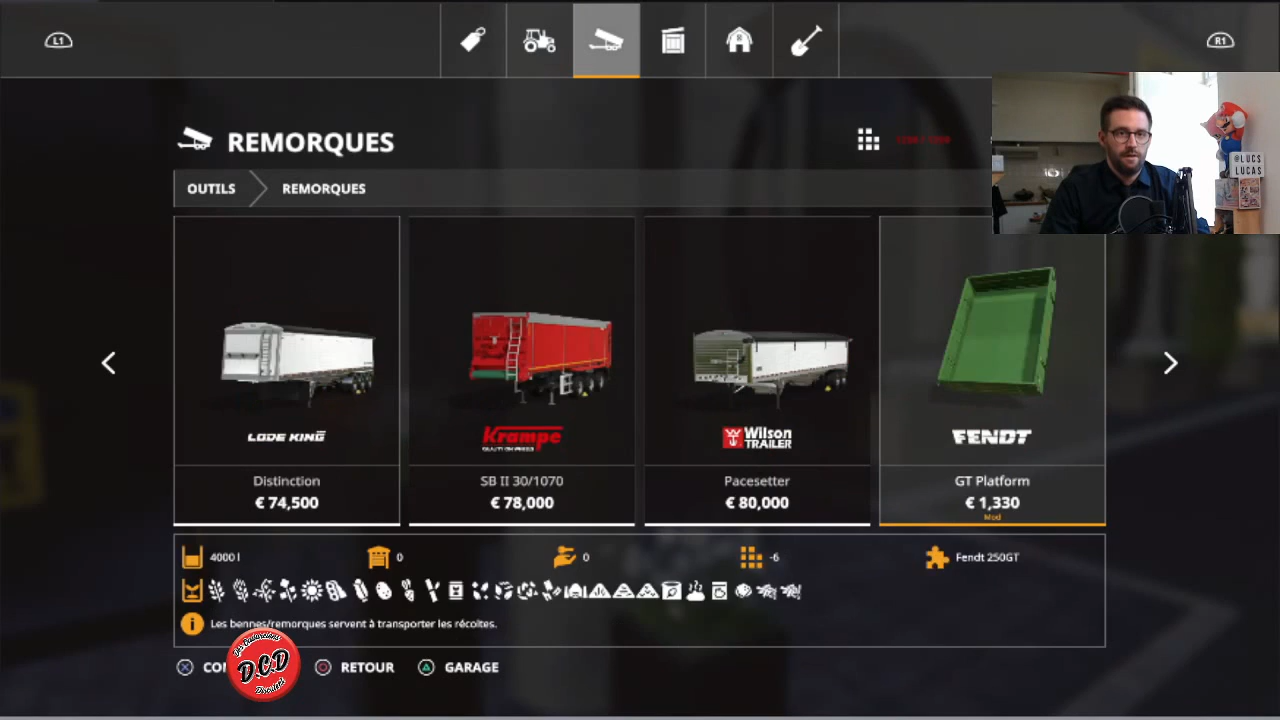 L1
R1
REMORQUES
@LUCS
LUCAS
OUTILS
REMORQUES
LODE KING
Krampe
Wilson
TRAILER
FENDT
Distinction
€ 74,500
SB II 30/1070
€ 78,000
Pacesetter
€ 80,000
GT Platform
€ 1,330
Mod
4000 l
0
0
-6
Fendt 250GT
Les bennes/remorques servent à transporter les récoltes.
D.C.D
RETOUR
GARAGE